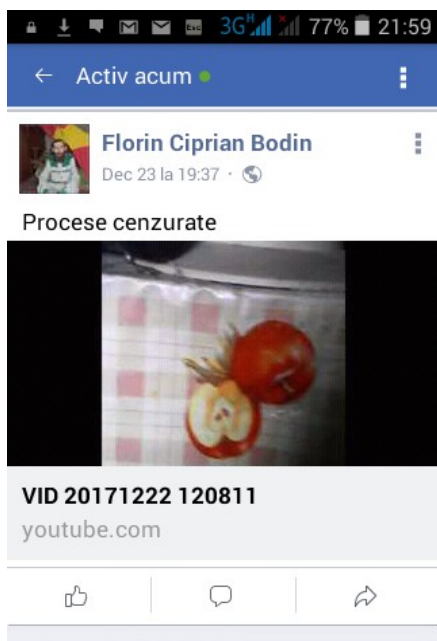 Esc 3G H 77% 21:59
Activ acum
Florin Ciprian Bodin
Dec 23 la 19:37 ·
Procese cenzurate
VID 20171222 120811
youtube.com